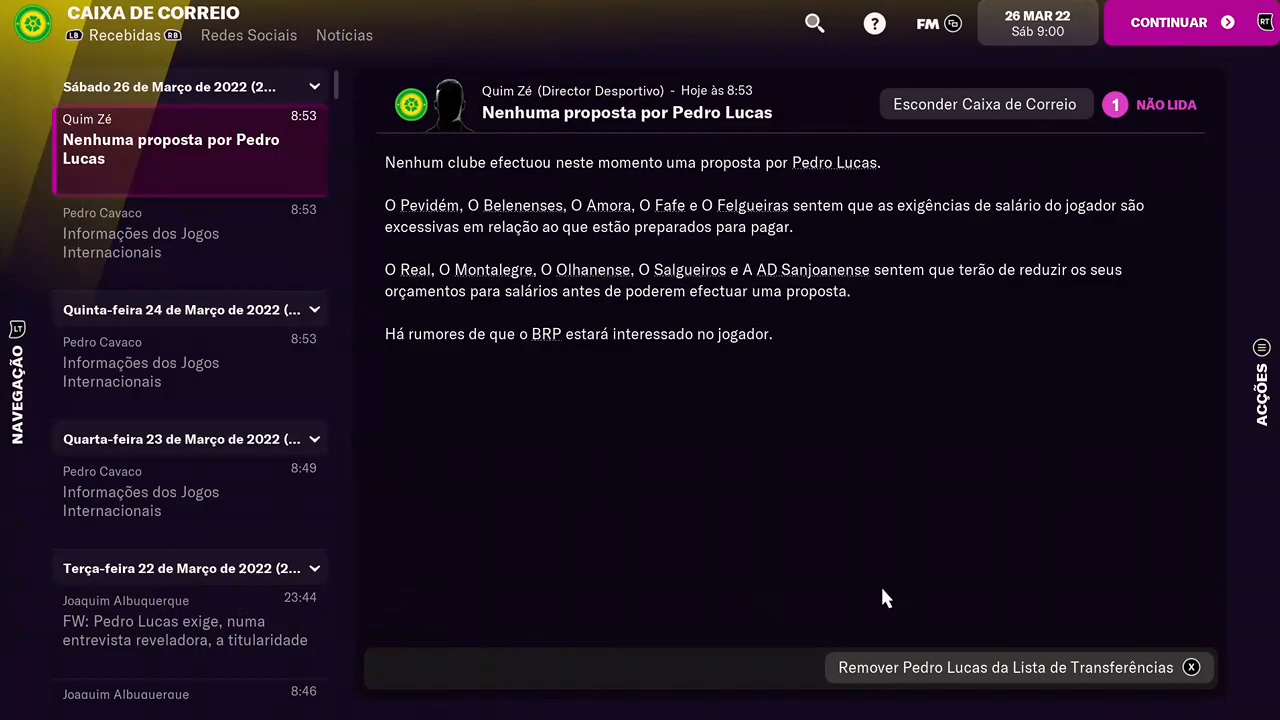 CAIXA DE CORREIO
LB Recebidas RB Redes Sociais Notícias
?
FM
26 MAR 22
Sáb 9:00
CONTINUAR
RT
LT
NAVEGAÇÃO
Sábado 26 de Março de 2022 (2...
Quim Zé 8:53
Nenhuma proposta por Pedro
Lucas
Pedro Cavaco 8:53
Informações dos Jogos
Internacionais
Quinta-feira 24 de Março de 2022 (...
Pedro Cavaco 8:53
Informações dos Jogos
Internacionais
Quarta-feira 23 de Março de 2022 (...
Pedro Cavaco 8:49
Informações dos Jogos
Internacionais
Terça-feira 22 de Março de 2022 (2...
Joaquim Albuquerque 23:44
FW: Pedro Lucas exige, numa
entrevista reveladora, a titularidade
Joaquim Albuquerque 8:46
Quim Zé (Director Desportivo) - Hoje às 8:53
Nenhuma proposta por Pedro Lucas
Esconder Caixa de Correio
1 NÃO LIDA
Nenhum clube efectuou neste momento uma proposta por Pedro Lucas.
O Pevidém, O Belenenses, O Amora, O Fafe e O Felgueiras sentem que as exigências de salário do jogador são
excessivas em relação ao que estão preparados para pagar.
O Real, O Montalegre, O Olhanense, O Salgueiros e A AD Sanjoanense sentem que terão de reduzir os seus
orçamentos para salários antes de poderem efectuar uma proposta.
Há rumores de que o BRP estará interessado no jogador.
Remover Pedro Lucas da Lista de Transferências X
ACÇÕES